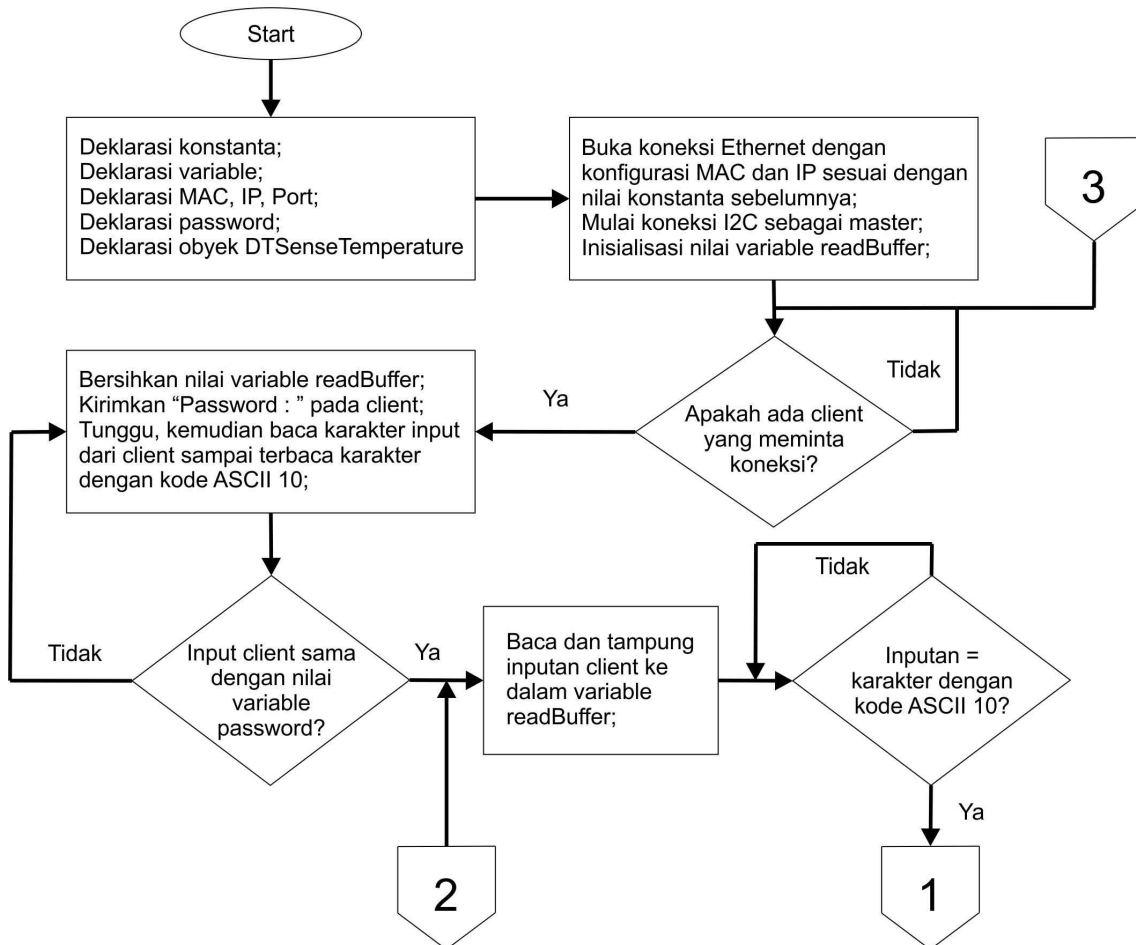 Start
Deklarasi konstanta;
Deklarasi variable;
Deklarasi MAC, IP, Port;
Deklarasi password;
Deklarasi obyek DTSenseTemperature
Buka koneksi Ethernet dengan
konfigurasi MAC dan IP sesuai dengan
nilai konstanta sebelumnya;
Mulai koneksi I2C sebagai master;
Inisialisasi nilai variable readBuffer;
3
Bersihkan nilai variable readBuffer;
Kirimkan “Password : ” pada client;
Tunggu, kemudian baca karakter input
dari client sampai terbaca karakter
dengan kode ASCII 10;
Ya
Apakah ada client
yang meminta
koneksi?
Tidak
Tidak
Input client sama
dengan nilai
variable
password?
Ya
Baca dan tampung
inputan client ke
dalam variable
readBuffer;
Tidak
Inputan =
karakter dengan
kode ASCII 10?
Ya
2
1